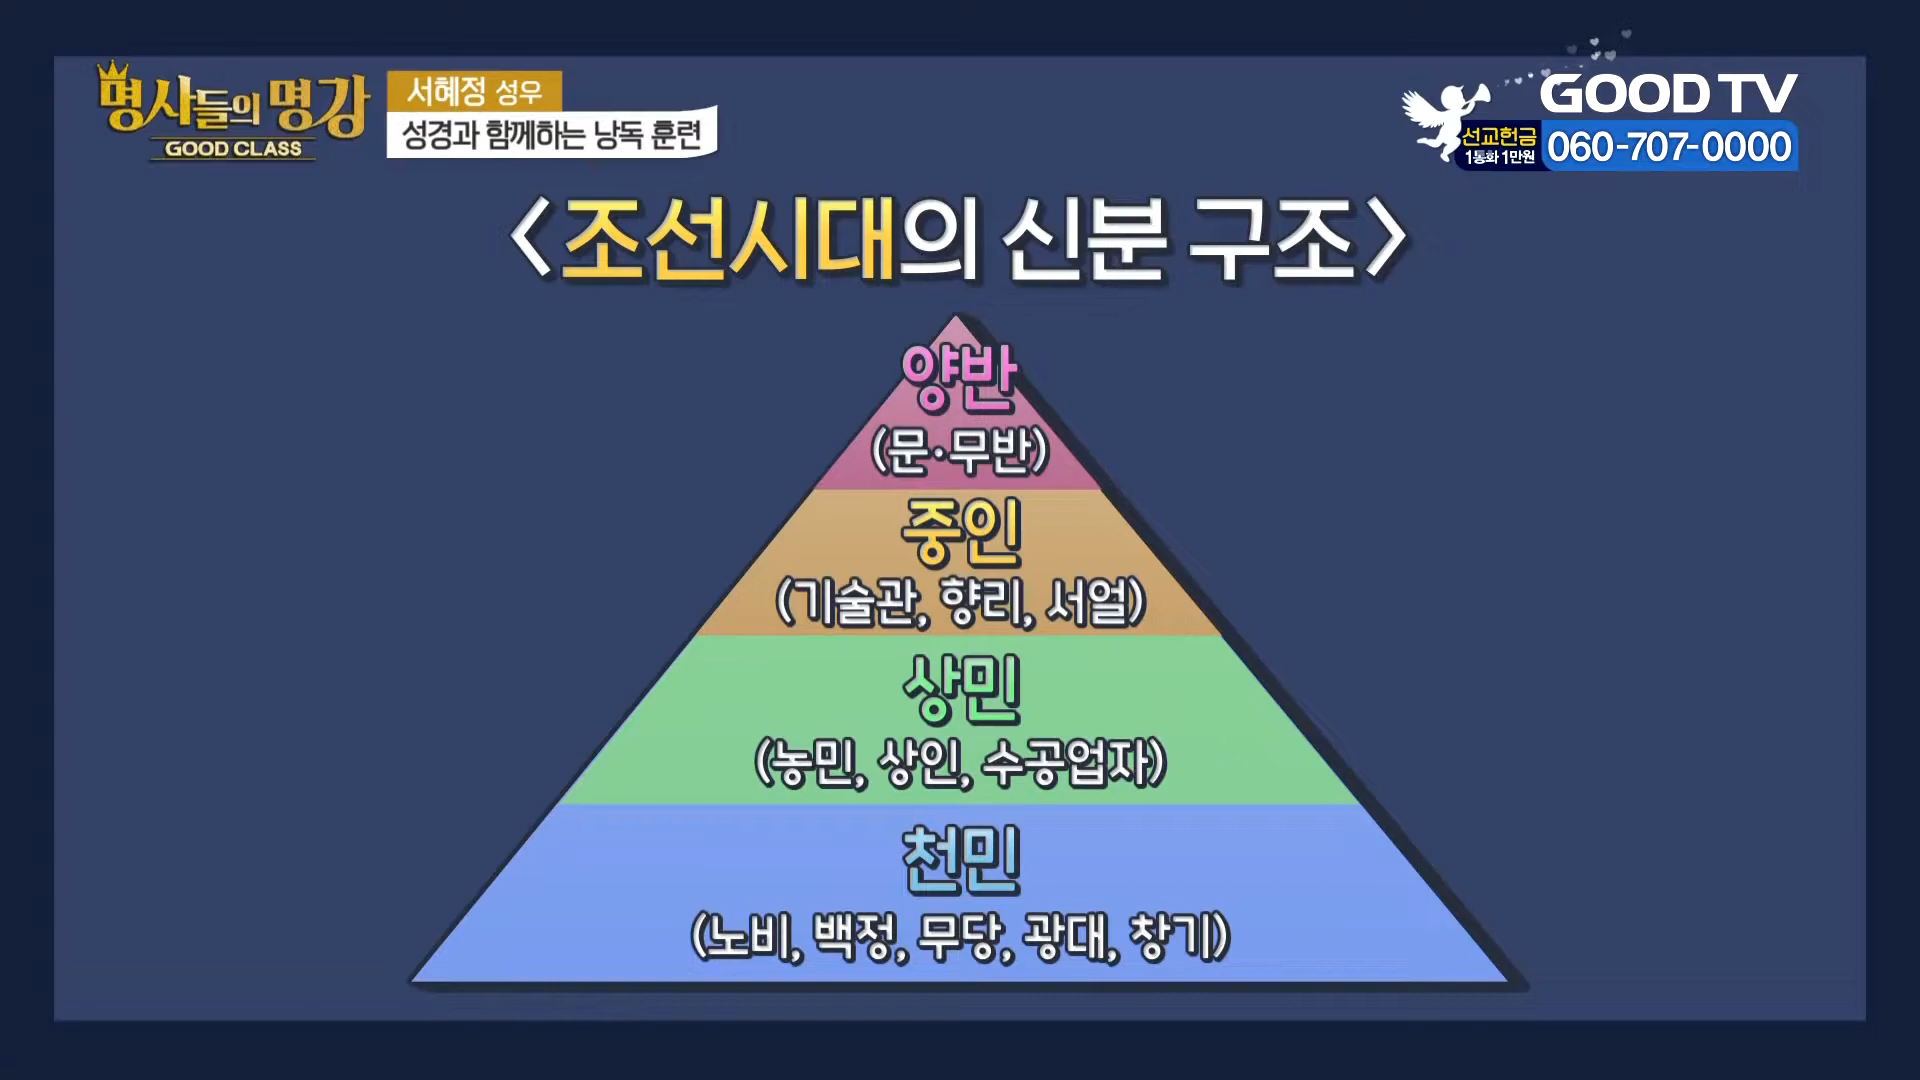 명사들의 명강
GOOD CLASS
서혜정 성우
성경과 함께하는 낭독 훈련
GOOD TV
선교헌금
1통화 1만원
060-707-0000
<조선시대의 신분 구조>
양반
(문·무반)
중인
(기술관, 향리, 서얼)
상민
(농민, 상인, 수공업자)
천민
(노비, 백정, 무당, 광대, 창기)